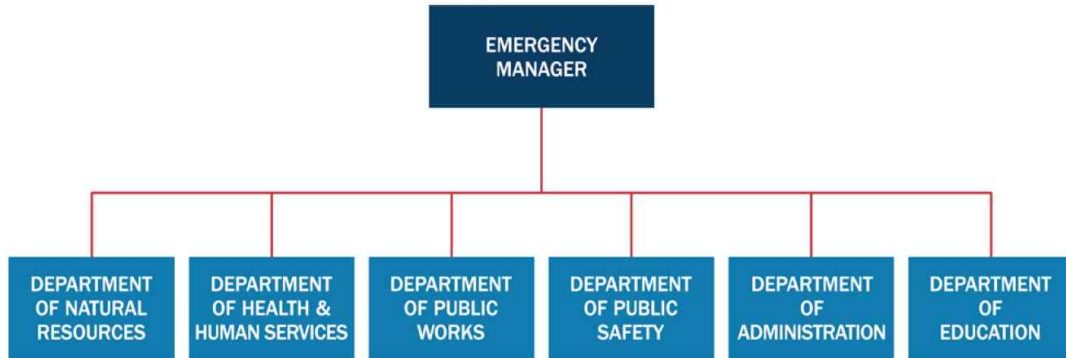 EMERGENCY
MANAGER
DEPARTMENT
OF NATURAL
RESOURCES
DEPARTMENT
OF HEALTH &
HUMAN SERVICES
DEPARTMENT
OF PUBLIC
WORKS
DEPARTMENT
OF PUBLIC
SAFETY
DEPARTMENT
OF
ADMINISTRATION
DEPARTMENT
OF
EDUCATION